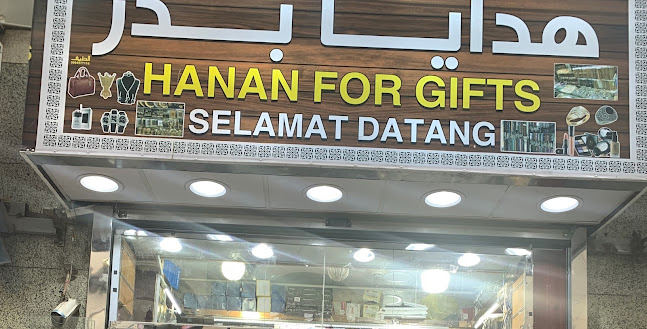 هدايا بدر
HANAN FOR GIFTS
SELAMAT DATANG